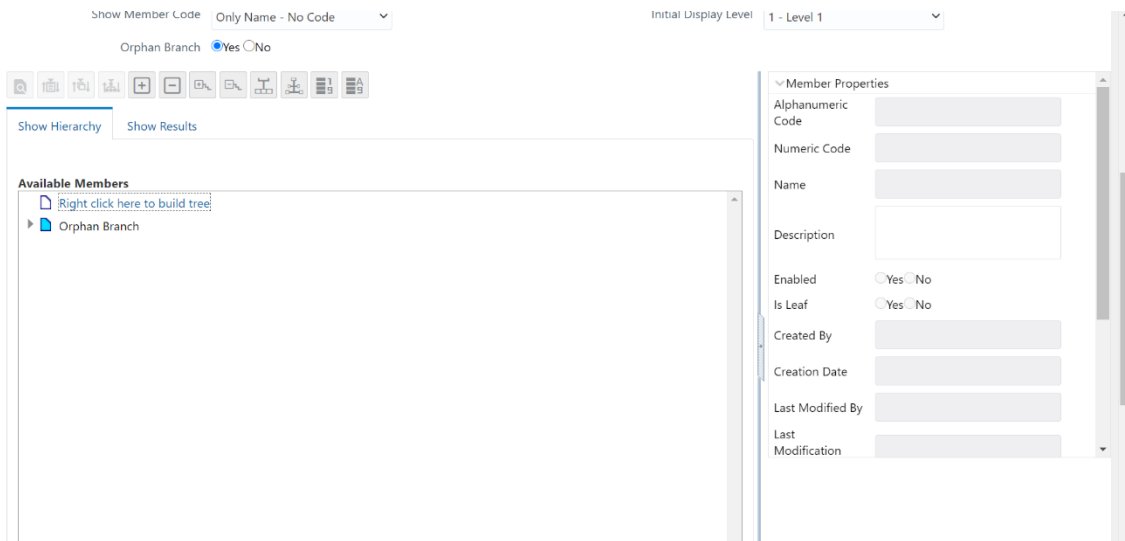 Show Member Code Only Name - No Code
Initial Display Level 1 - Level 1
Orphan Branch Yes No
Show Hierarchy Show Results
Available Members
Right click here to build tree
Orphan Branch
Member Properties
Alphanumeric
Code
Numeric Code
Name
Description
Enabled Yes No
Is Leaf Yes No
Created By
Creation Date
Last Modified By
Last
Modification